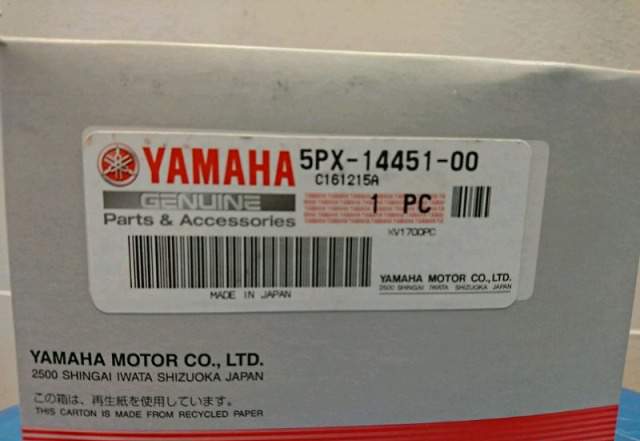 YAMAHA 5PX-14451-00
C161215A
GENUINE
Parts & Accessories
1 PC
XV1700PC
YAMAHA MOTOR CO., LTD.
2500 SHINGAI IWATA SHIZUOKA JAPAN
MADE IN JAPAN
YAMAHA MOTOR CO., LTD.
2500 SHINGAI IWATA SHIZUOKA JAPAN
この箱は、再生紙を使用しています。
THIS CARTON IS MADE FROM RECYCLED PAPER